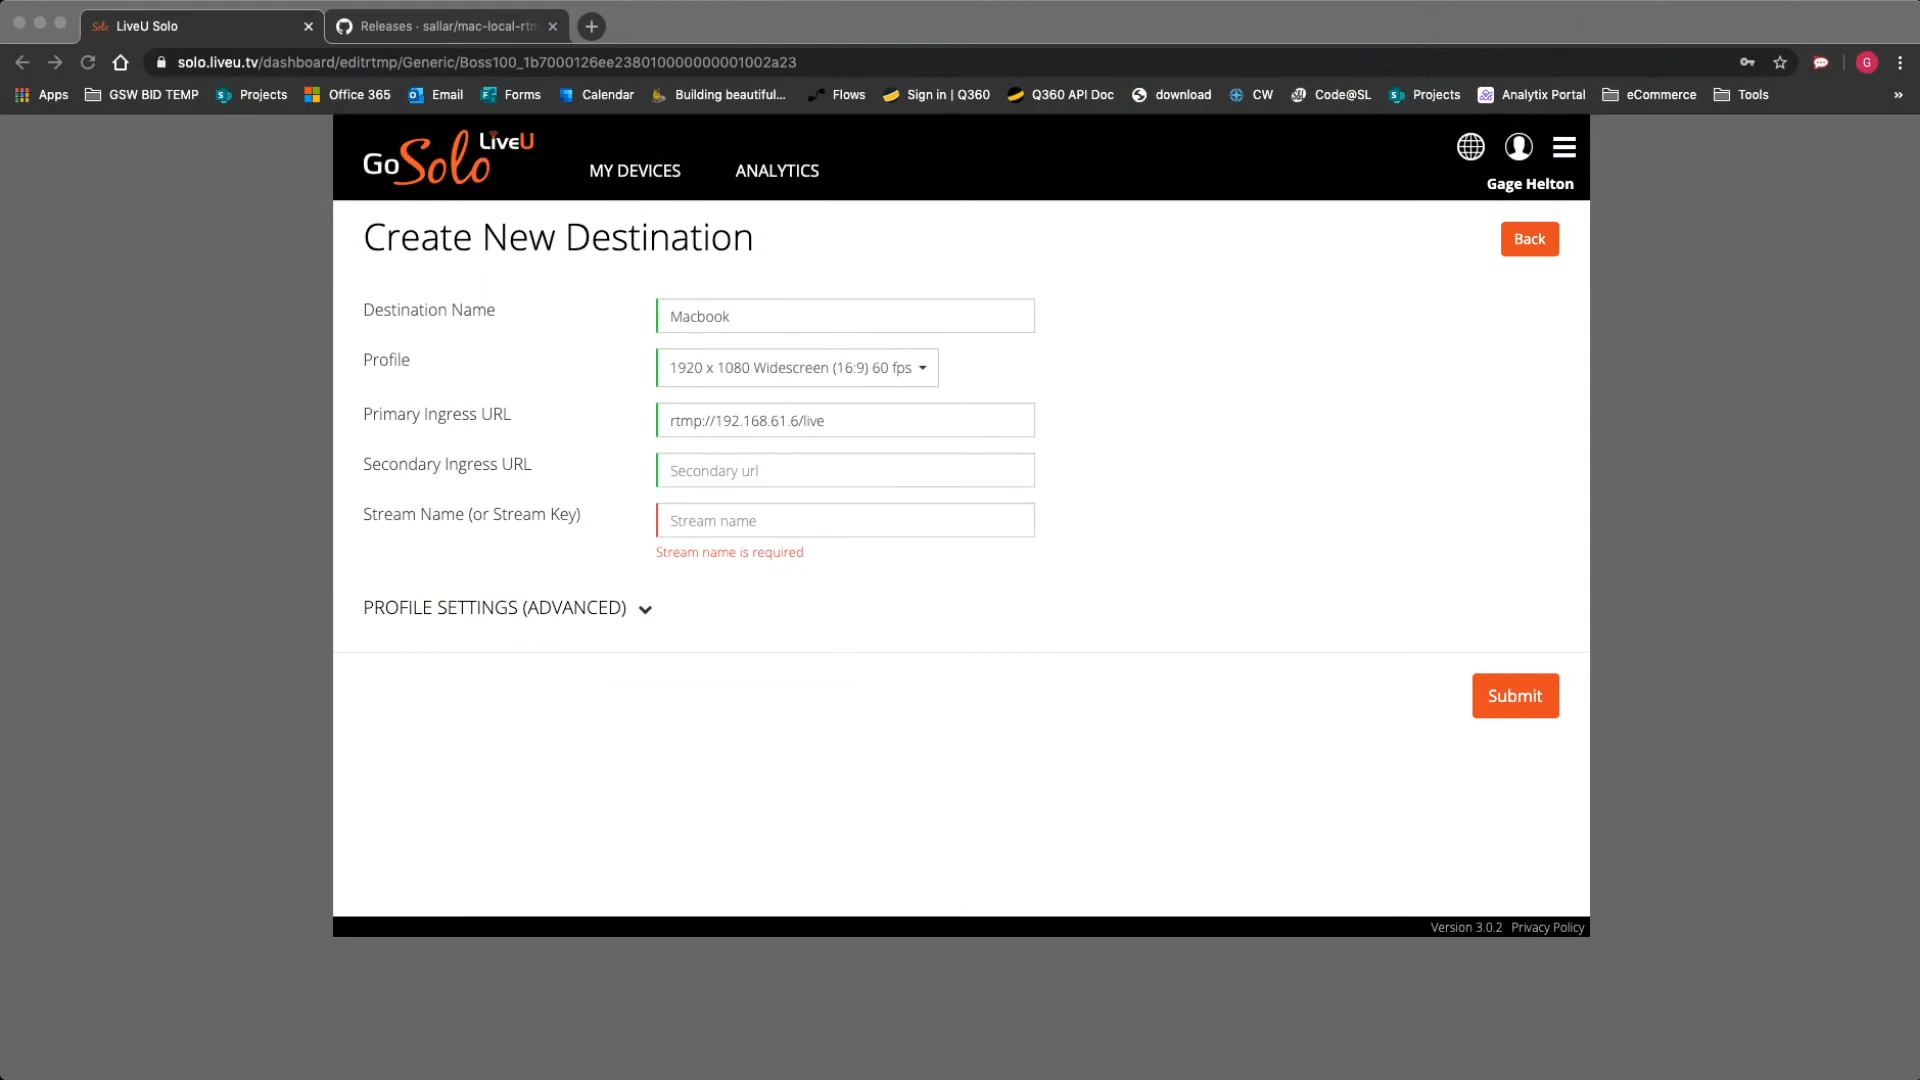 Solo LiveU Solo
Releases · sallar/mac-local-rtm
solo.liveu.tv/dashboard/editrtmp/Generic/Boss100_1b7000126ee2380100000000001002a23
G
Apps GSW BID TEMP Projects Office 365 Email Forms Calendar Building beautiful... Flows Sign in | Q360 Q360 API Doc download CW Code@SL Projects Analytix Portal eCommerce Tools »
Go Solo LiveU
MY DEVICES ANALYTICS
Gage Helton
Create New Destination
Back
Destination Name
Macbook
Profile
1920 x 1080 Widescreen (16:9) 60 fps
Primary Ingress URL
rtmp://192.168.61.6/live
Secondary Ingress URL
Secondary url
Stream Name (or Stream Key)
Stream name
Stream name is required
PROFILE SETTINGS (ADVANCED)
Submit
Version 3.0.2 Privacy Policy